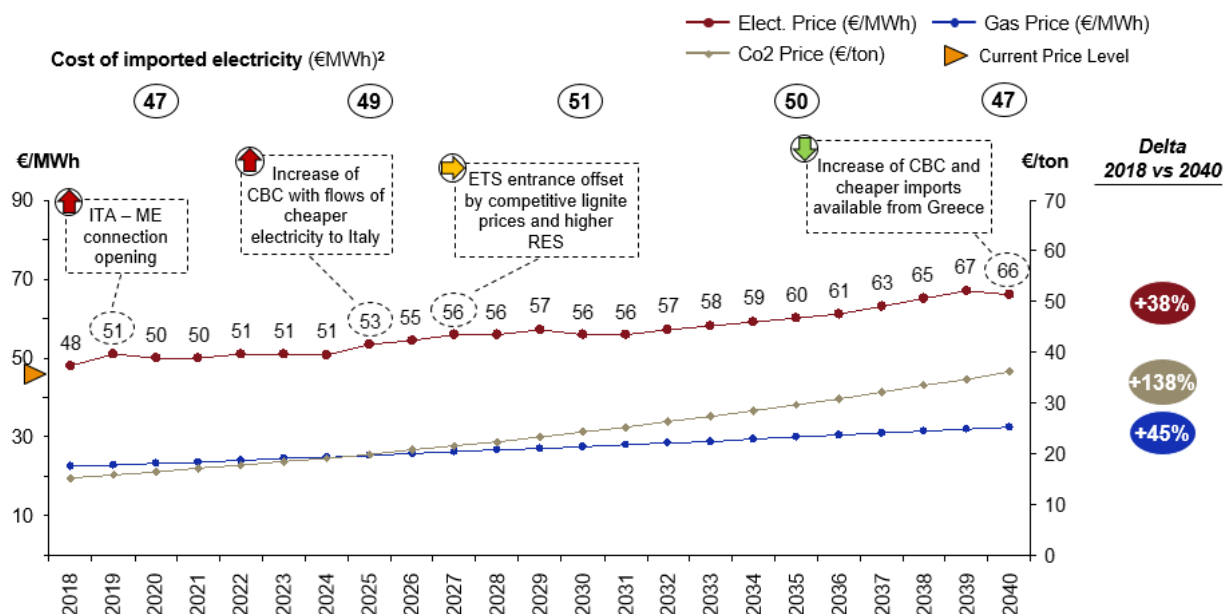 Elect. Price (€/MWh)
Gas Price (€/MWh)
Co2 Price (€/ton)
Current Price Level
Cost of imported electricity (€MWh)²
47
49
51
50
47
€/MWh
€/ton
Delta
2018 vs 2040
ITA – ME
connection
opening
Increase of
CBC with flows of
cheaper
electricity to Italy
ETS entrance offset
by competitive lignite
prices and higher
RES
Increase of CBC and
cheaper imports
available from Greece
90
70
50
30
10
70
60
50
40
30
20
10
0
48
51
50
50
51
51
51
53
55
56
56
57
56
56
57
58
59
60
61
63
65
67
66
+38%
+138%
+45%
2018
2019
2020
2021
2022
2023
2024
2025
2026
2027
2028
2029
2030
2031
2032
2033
2034
2035
2036
2037
2038
2039
2040